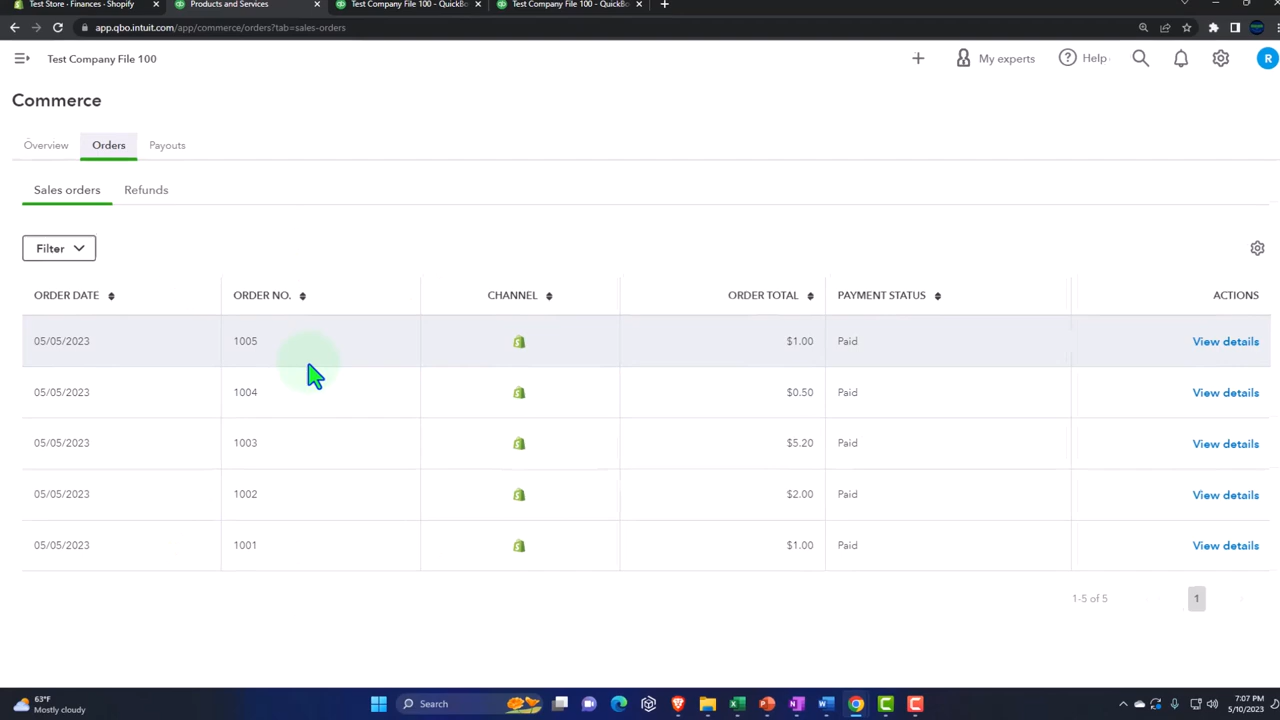 Test Store · Finances · Shopify
Products and Services
Test Company File 100 - QuickBo
Test Company File 100 - QuickBo
app.qbo.intuit.com/app/commerce/orders?tab=sales-orders
Test Company File 100
My experts
Help
R
Commerce
Overview
Orders
Payouts
Sales orders
Refunds
Filter
ORDER DATE
ORDER NO.
CHANNEL
ORDER TOTAL
PAYMENT STATUS
ACTIONS
05/05/2023 1005 $1.00 Paid View details
05/05/2023 1004 $0.50 Paid View details
05/05/2023 1003 $5.20 Paid View details
05/05/2023 1002 $2.00 Paid View details
05/05/2023 1001 $1.00 Paid View details
1-5 of 5
1
63°F
Mostly cloudy
Search
7:07 PM
5/10/2023